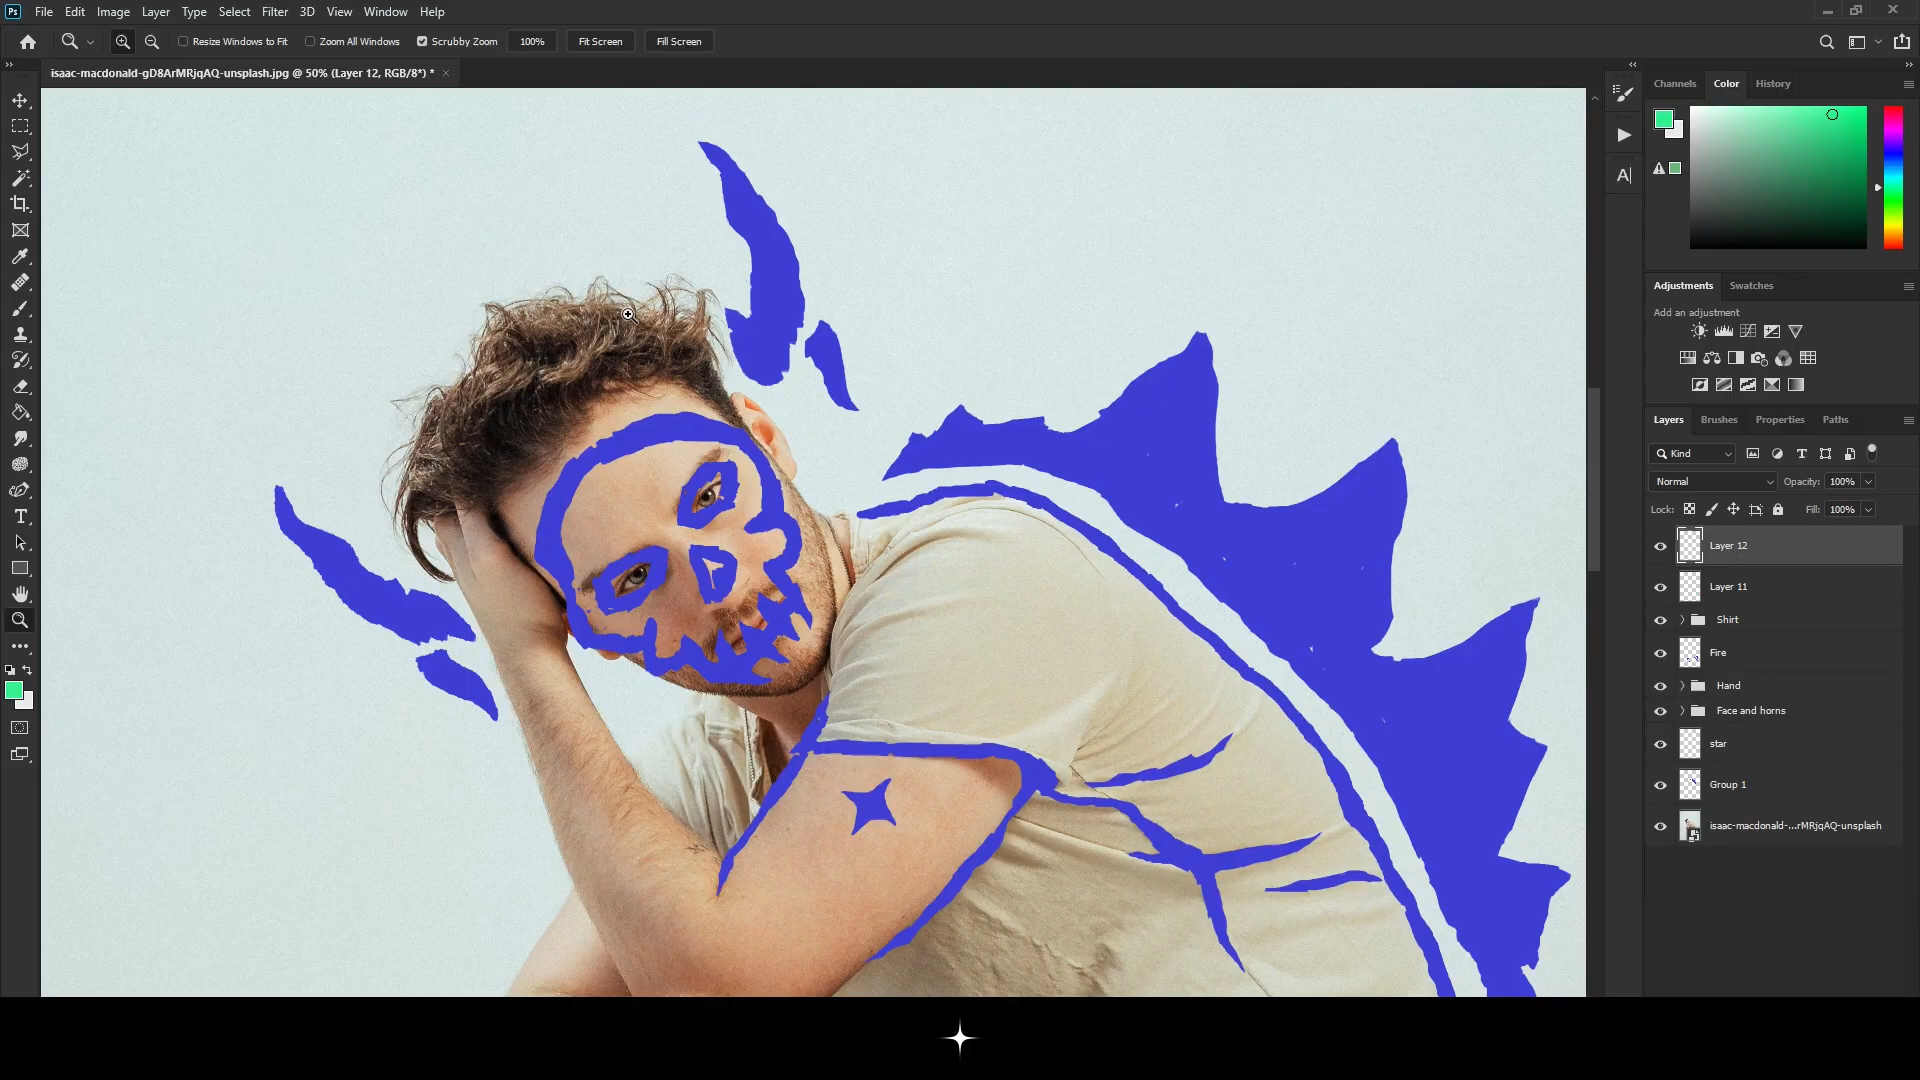 Ps File Edit Image Layer Type Select Filter 3D View Window Help
Resize Windows to Fit Zoom All Windows Scrubby Zoom 100% Fit Screen Fill Screen
isaac-macdonald-gD8ArMRjqAQ-unsplash.jpg @ 50% (Layer 12, RGB/8*) *
Channels Color History
Adjustments Swatches
Add an adjustment
Layers Brushes Properties Paths
Kind
Normal Opacity: 100%
Lock: Fill: 100%
Layer 12
Layer 11
Shirt
Fire
Hand
Face and horns
star
Group 1
isaac-macdonald-...rMRjqAQ-unsplash